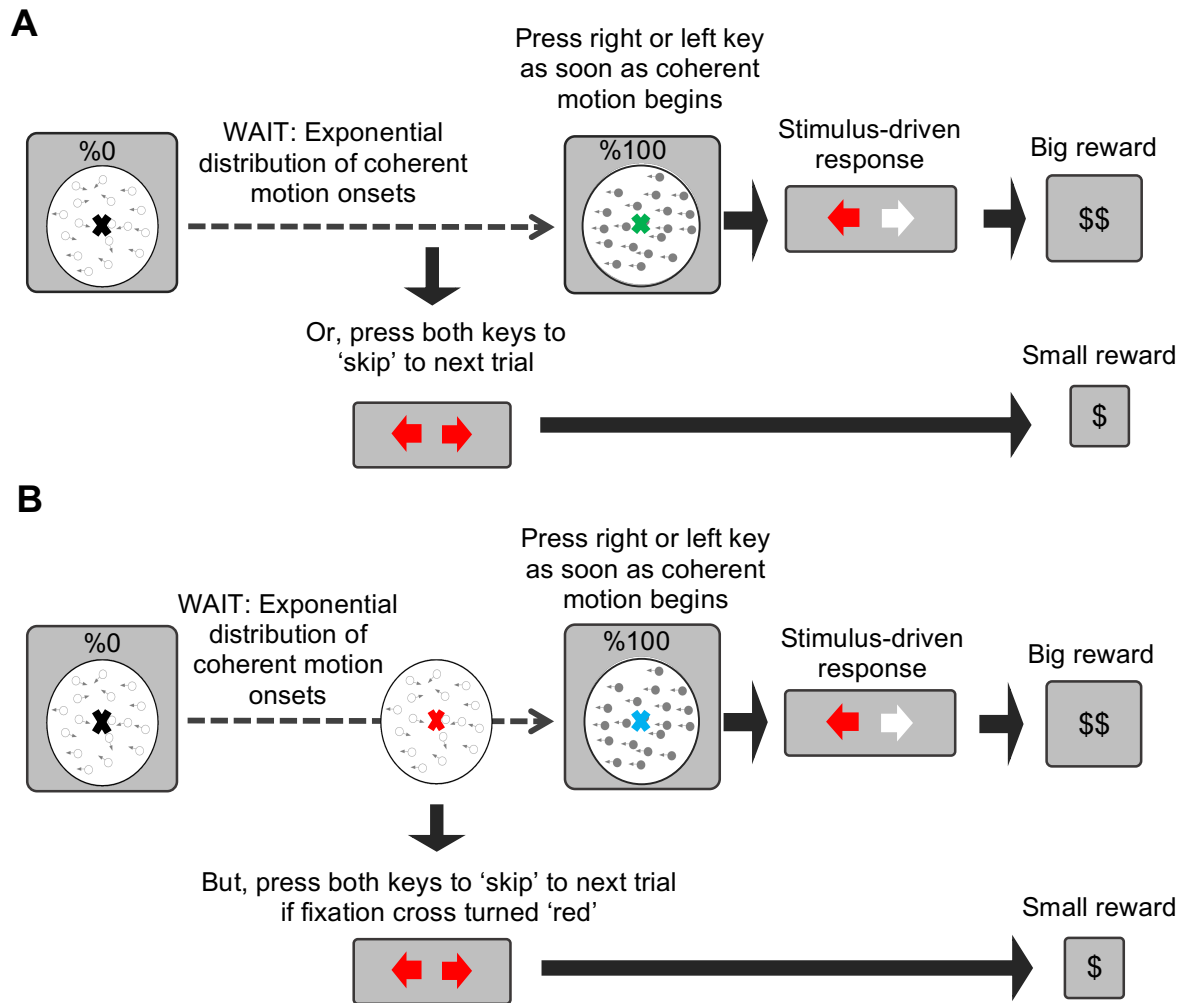 A
Press right or left key
as soon as coherent
motion begins
WAIT: Exponential
distribution of coherent
motion onsets
%0
%100
Stimulus-driven
response
Big reward
$$
Or, press both keys to
‘skip’ to next trial
Small reward
$
B
Press right or left key
as soon as coherent
motion begins
WAIT: Exponential
distribution of
coherent motion
onsets
%0
%100
Stimulus-driven
response
Big reward
$$
But, press both keys to ‘skip’ to next trial
if fixation cross turned ‘red’
Small reward
$